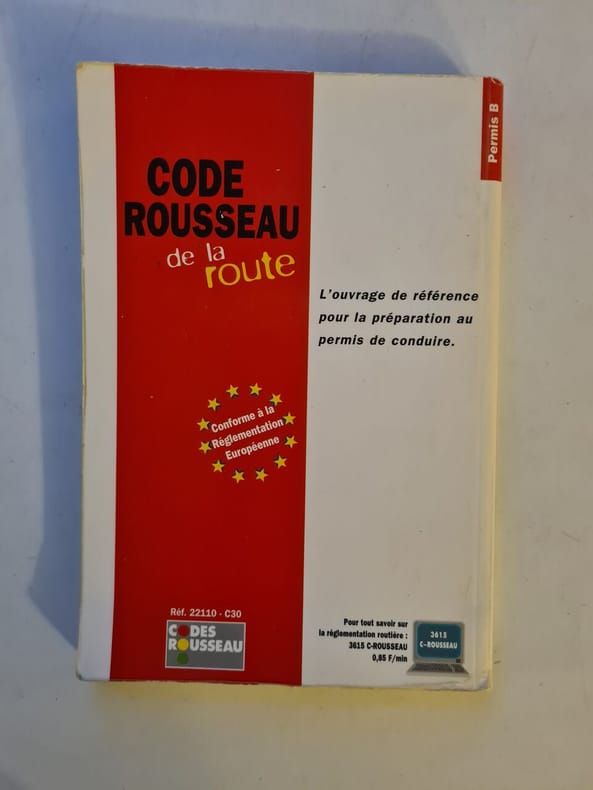 Permis B
CODE
ROUSSEAU
de la
route
L'ouvrage de référence
pour la préparation au
permis de conduire.
Conforme à la
Réglementation
Européenne
Réf. 22110 - C30
CODES
ROUSSEAU
Pour tout savoir sur
la réglementation routière :
3615 C-ROUSSEAU
0,85 F/min
3615
C-ROUSSEAU